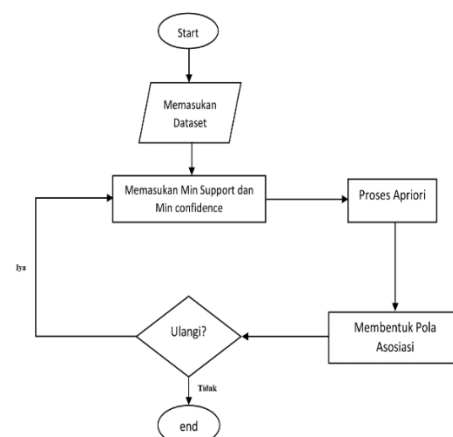 Start
Memasukan
Dataset
Memasukan Min Support dan
Min confidence
Proses Apriori
Membentuk Pola
Asosiasi
Ulangi?
Iya
Tidak
end